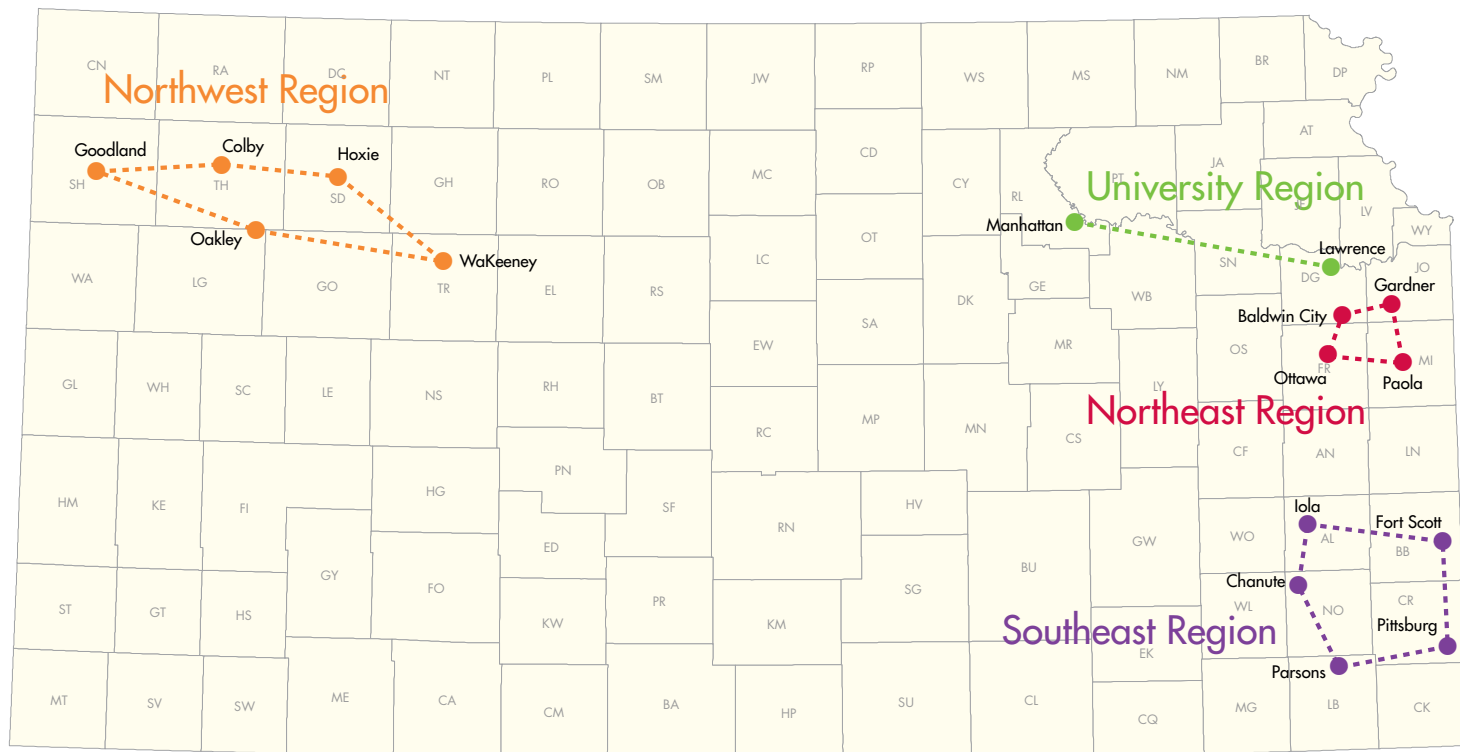 CN
RA
DC
NT
PL
SM
JW
RP
WS
MS
NM
BR
DP
Northwest Region
Goodland
Colby
Hoxie
SH
TH
SD
GH
RO
OB
MC
CD
CY
RL
PT
JA
AT
University Region
JF
LV
WY
Manhattan
Lawrence
Oakley
WaKeeney
WA
LG
GO
TR
EL
RS
LC
OT
DK
GE
WB
SN
DG
JO
Gardner
Baldwin City
Ottawa
Paola
FR
MI
Northeast Region
GL
WH
SC
LE
NS
RH
BT
EW
SA
MR
OS
LY
RC
MP
MN
CS
CF
AN
LN
HM
KE
FI
HG
PN
SF
RN
HV
BU
GW
WO
AL
BB
Iola
Fort Scott
Chanute
ED
GY
FO
ST
GT
HS
KW
PR
KM
SG
WL
NO
CR
Pittsburg
Southeast Region
EK
Parsons
MT
SV
SW
ME
CA
CM
BA
HP
SU
CL
CQ
MG
LB
CK